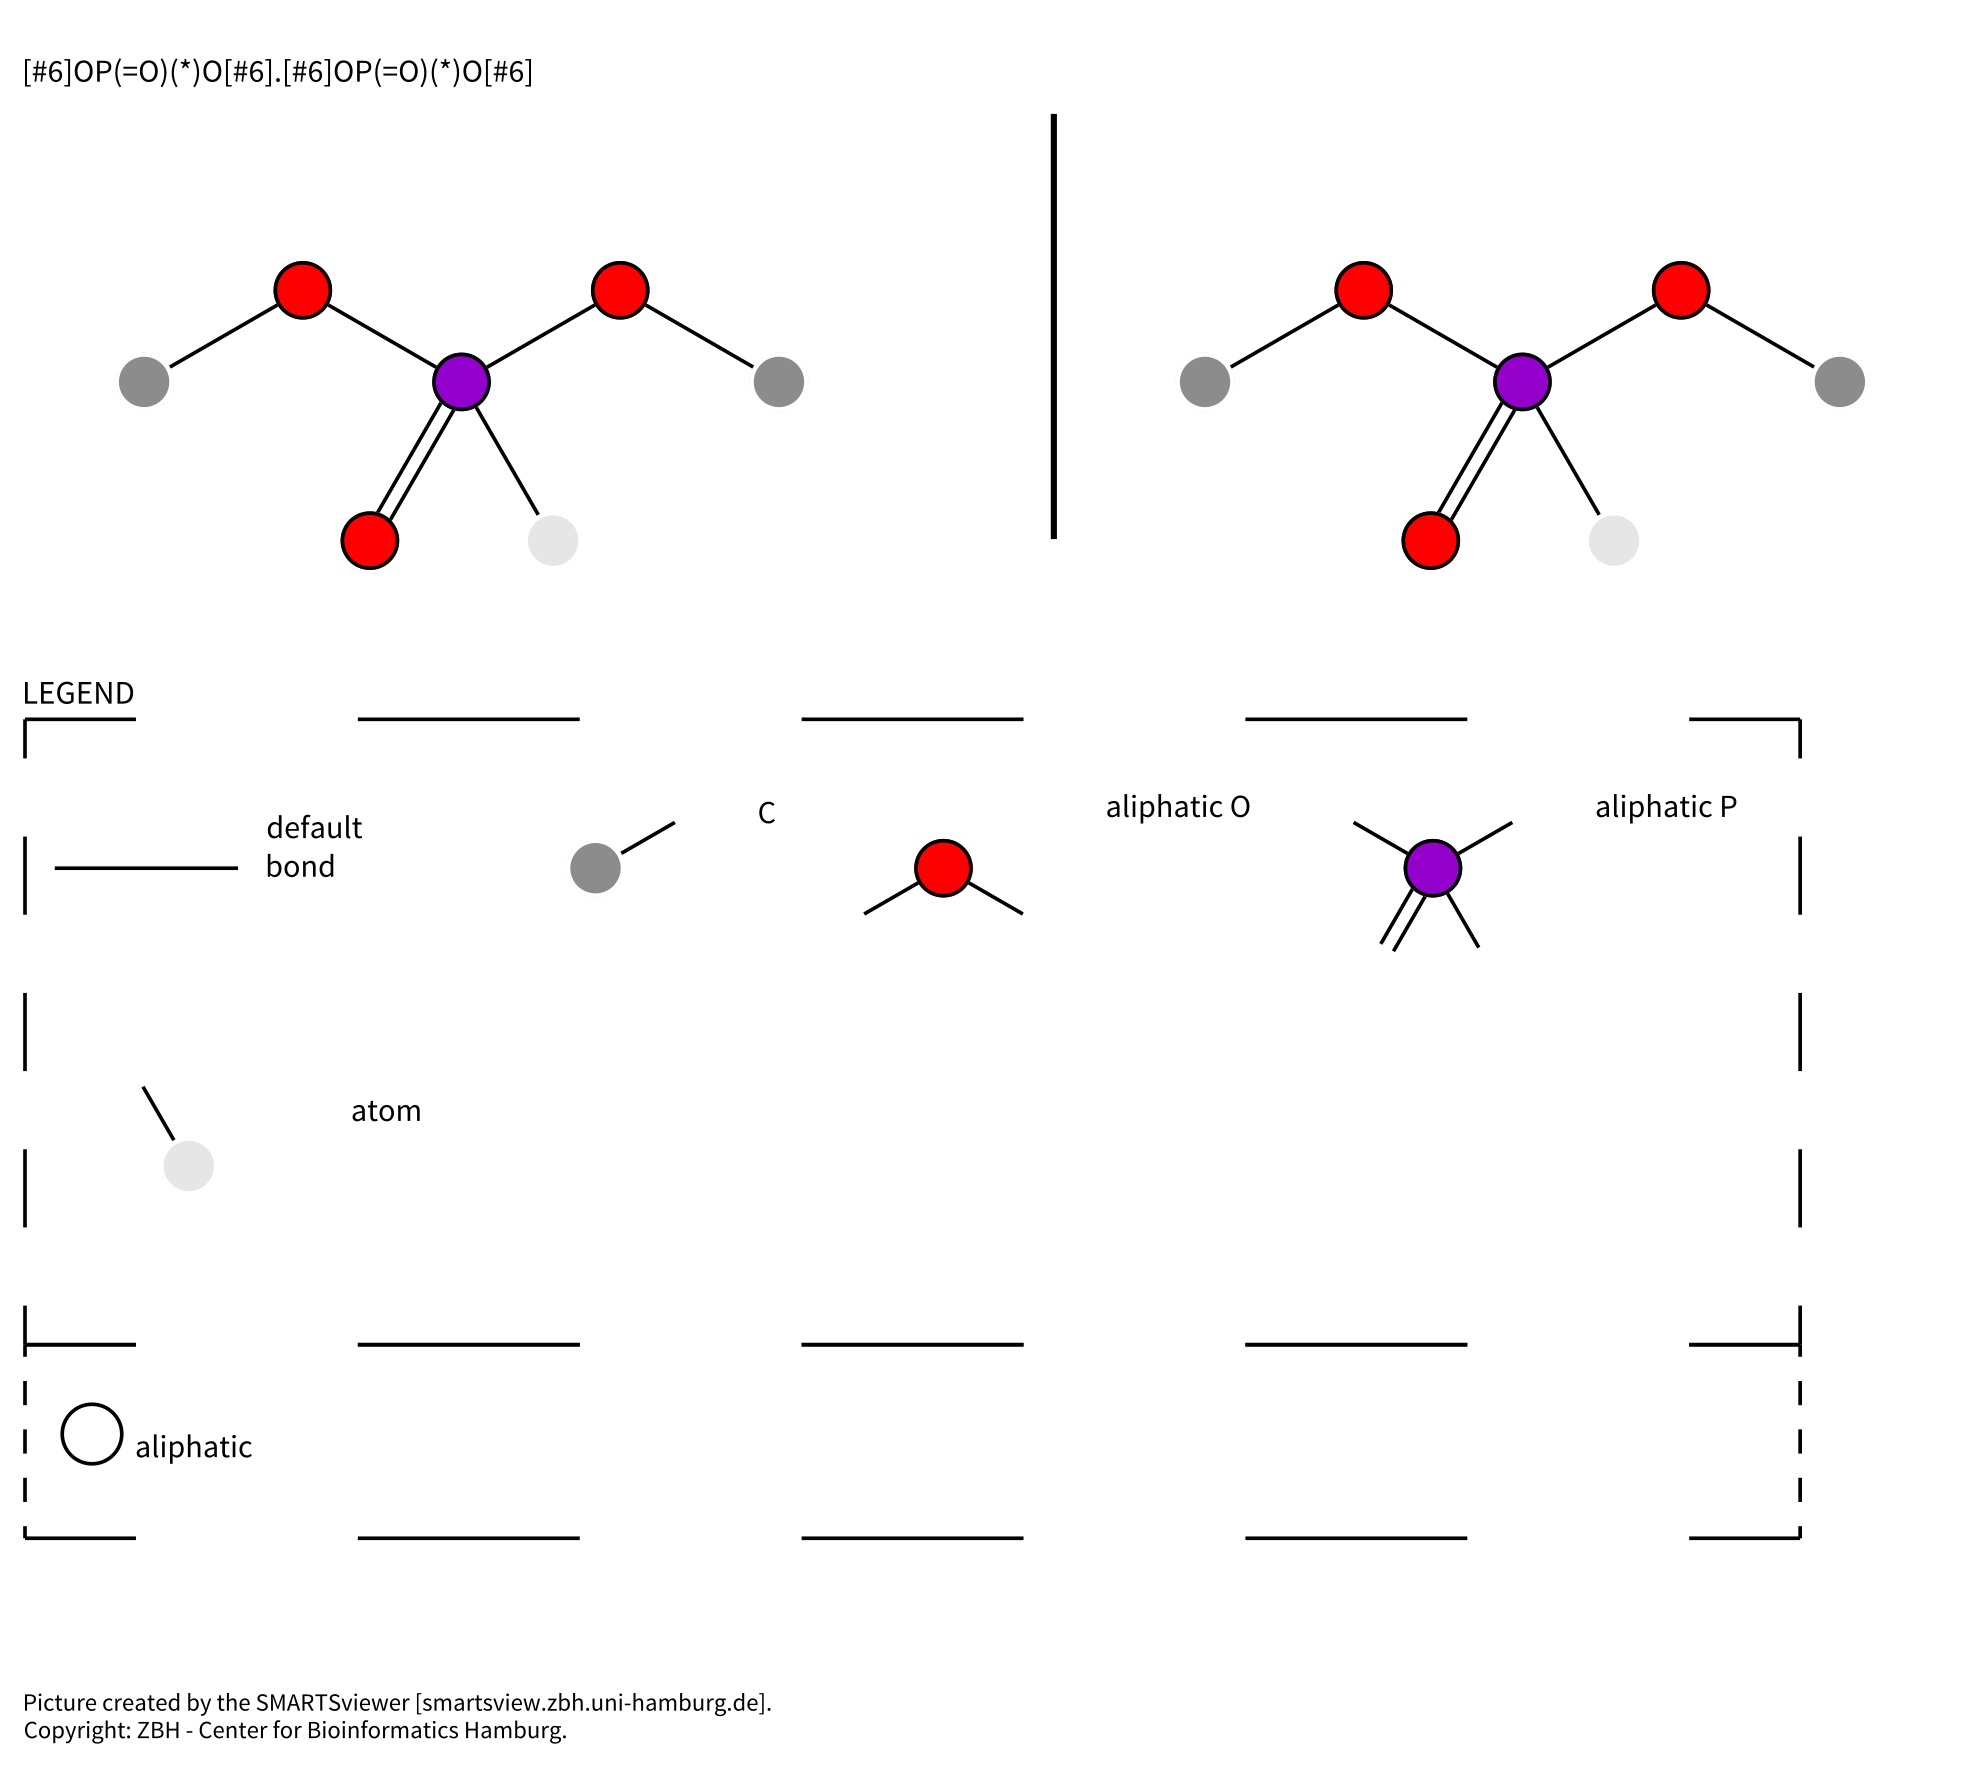 [#6]OP(=O)(*)O[#6].[#6]OP(=O)(*)O[#6]
LEGEND
default
bond
C
aliphatic O
aliphatic P
atom
aliphatic
Picture created by the SMARTSviewer [smartsview.zbh.uni-hamburg.de].
Copyright: ZBH - Center for Bioinformatics Hamburg.